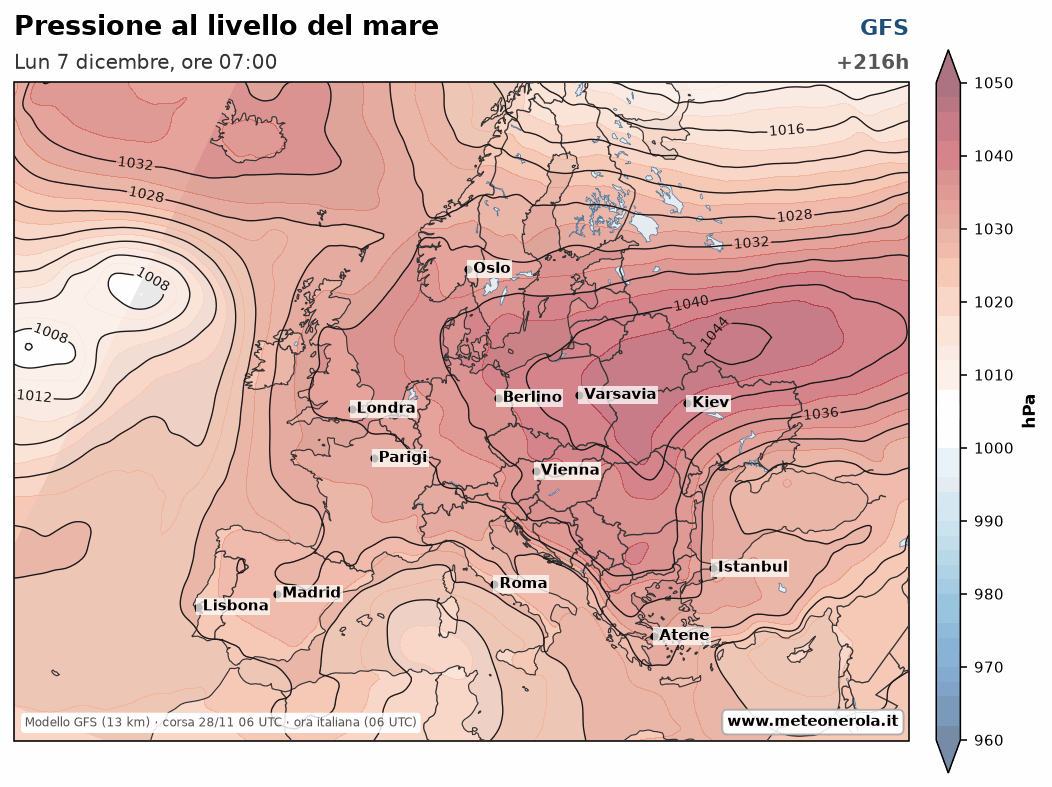 Pressione al livello del mare
GFS
Lun 7 dicembre, ore 07:00
+216h
1050
1016
1032
1040
1028
1028
1032
Oslo
1030
1008
1040
1044
1020
1008
1012
Berlino
Varsavia
Kiev
1010
Londra
1036
hPa
Parigi
Vienna
1000
990
Istanbul
Roma
Madrid
980
Lisbona
Atene
970
Modello GFS (13 km) · corsa 28/11 06 UTC · ora italiana (06 UTC)
www.meteonerola.it
960